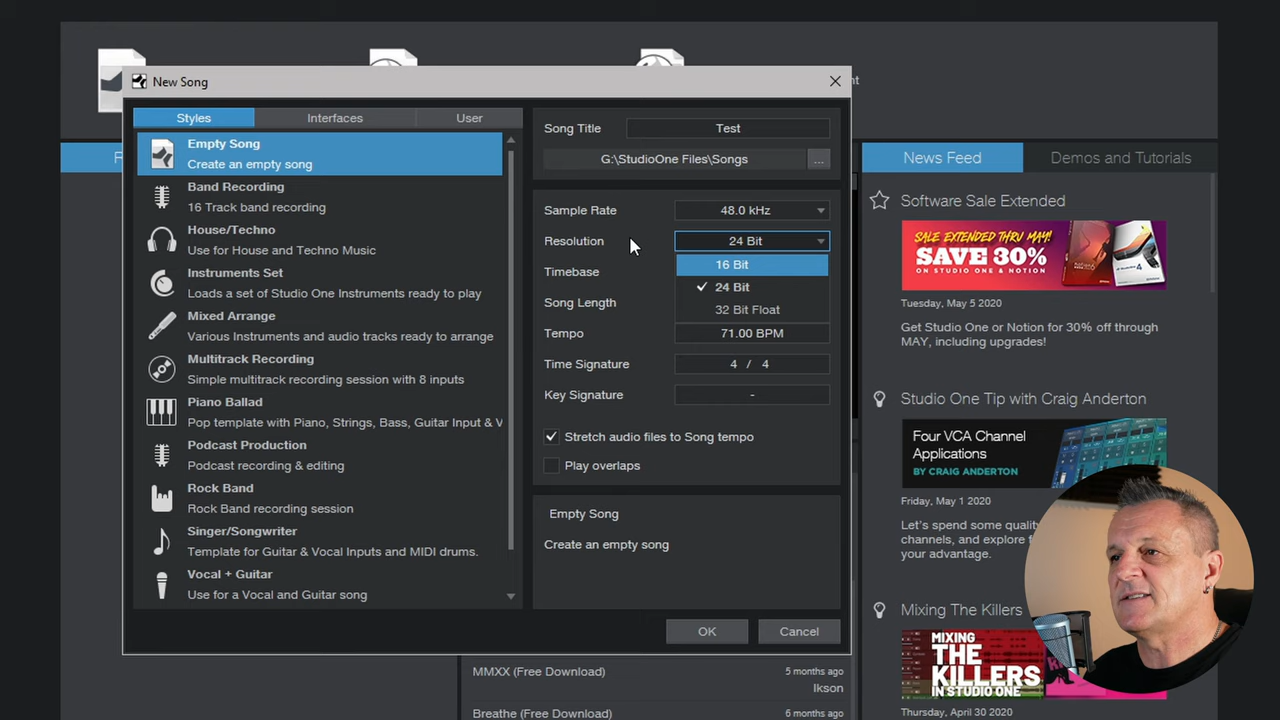 nt
New Song
Styles
Interfaces
User
Empty Song
Create an empty song
Band Recording
16 Track band recording
House/Techno
Use for House and Techno Music
Instruments Set
Loads a set of Studio One Instruments ready to play
Mixed Arrange
Various Instruments and audio tracks ready to arrange
Multitrack Recording
Simple multitrack recording session with 8 inputs
Piano Ballad
Pop template with Piano, Strings, Bass, Guitar Input & V
Podcast Production
Podcast recording & editing
Rock Band
Rock Band recording session
Singer/Songwriter
Template for Guitar & Vocal Inputs and MIDI drums.
Vocal + Guitar
Use for a Vocal and Guitar song
Song Title
Test
G:\StudioOne Files\Songs
...
Sample Rate
48.0 kHz
Resolution
24 Bit
16 Bit
24 Bit
32 Bit Float
Timebase
Song Length
Tempo
71.00 BPM
Time Signature
4 / 4
Key Signature
-
Stretch audio files to Song tempo
Play overlaps
Empty Song
Create an empty song
OK
Cancel
News Feed
Demos and Tutorials
Software Sale Extended
SALE EXTENDED THRU MAY!
SAVE 30%
ON STUDIO ONE & NOTION
Tuesday, May 5 2020
Get Studio One or Notion for 30% off through
MAY, including upgrades!
Studio One Tip with Craig Anderton
Four VCA Channel
Applications
BY CRAIG ANDERTON
Friday, May 1 2020
Let's spend some quality
channels, and explore f
your advantage.
Mixing The Killers
MIXING
THE
KILLERS
IN STUDIO ONE
Thursday, April 30 2020
MMXX (Free Download)
5 months ago
Ikson
Breathe (Free Download)
6 months ago